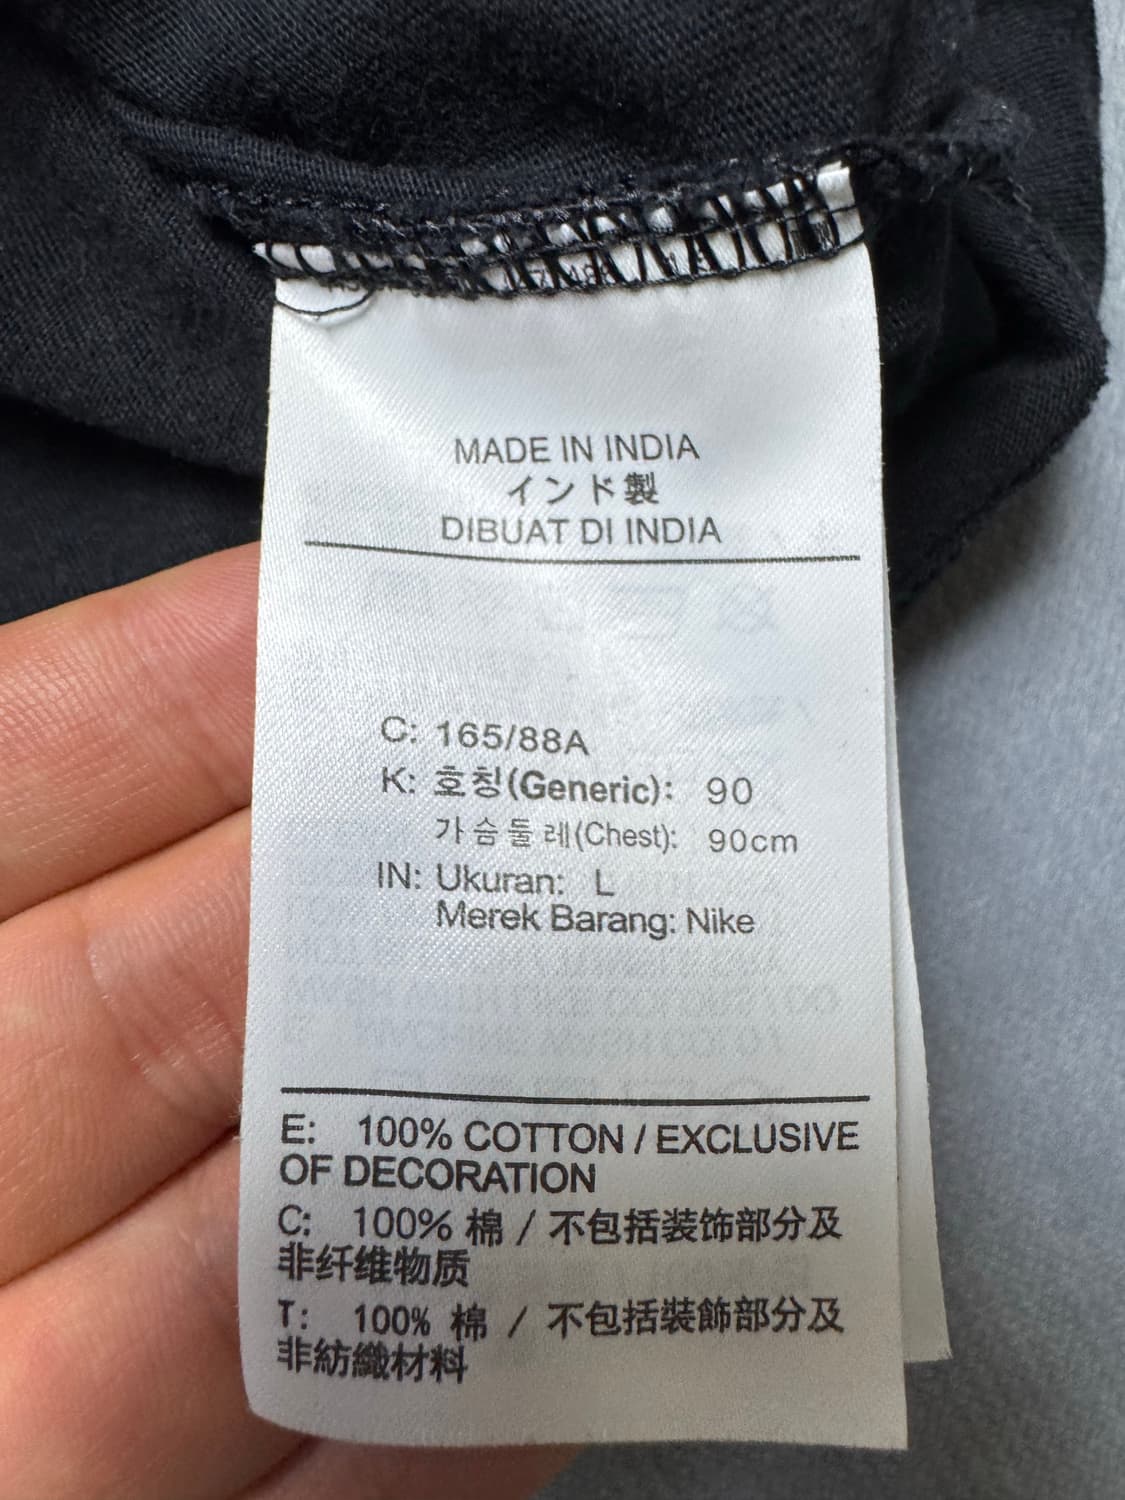 MADE IN INDIA
インド製
DIBUAT DI INDIA
C: 165/88A
K: 호칭(Generic): 90
가슴둘레(Chest): 90cm
IN: Ukuran: L
Merek Barang: Nike
E: 100% COTTON / EXCLUSIVE
OF DECORATION
C: 100% 棉 / 不包括装饰部分及
非纤维物质
T: 100% 棉 / 不包括裝飾部分及
非紡織材料